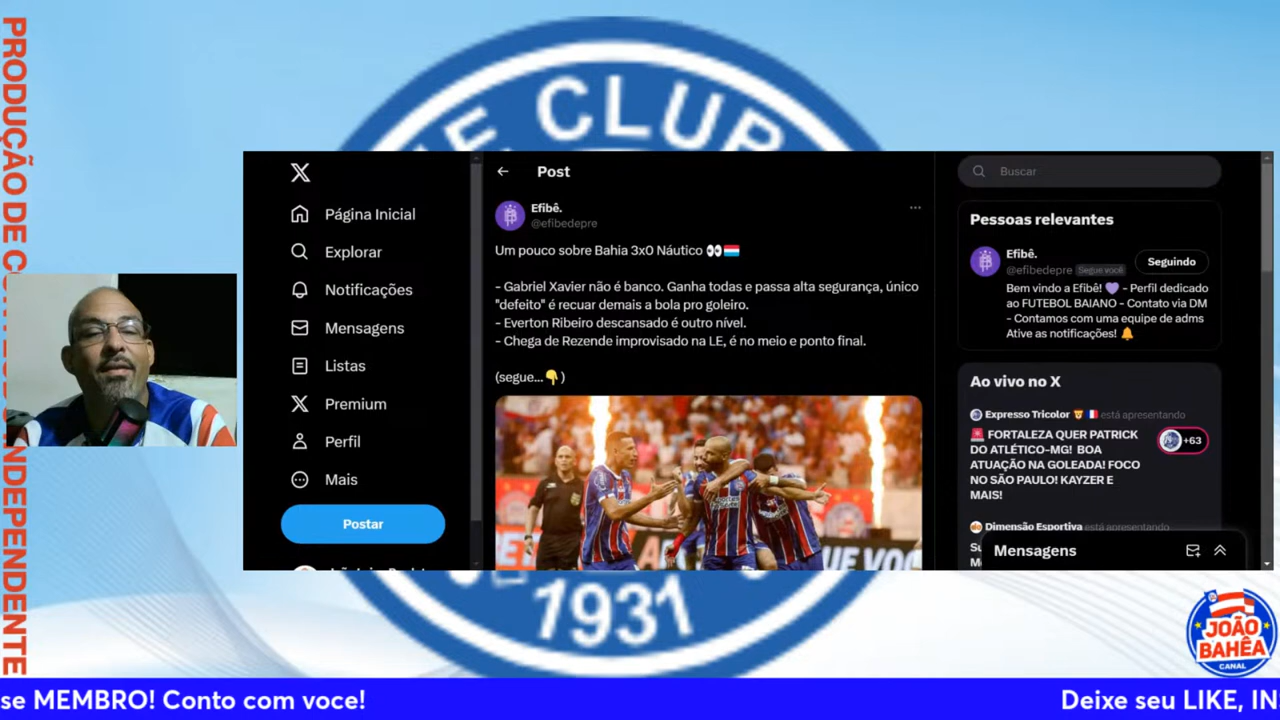 PRODUÇÃO DE
INDEPENDENTE
E CLUB
1931
Página Inicial
Explorar
Notificações
Mensagens
Listas
Premium
Perfil
Mais
Postar
Post
Efibê.
@efibedepre
Um pouco sobre Bahia 3x0 Náutico 👀🇱🇺
- Gabriel Xavier não é banco. Ganha todas e passa alta segurança, único
"defeito" é recuar demais a bola pro goleiro.
- Everton Ribeiro descansado é outro nível.
- Chega de Rezende improvisado na LE, é no meio e ponto final.
(segue...👇)
Buscar
Pessoas relevantes
Efibê.
@efibedepre Segue você
Seguindo
Bem vindo a Efibê! 💜 - Perfil dedicado
ao FUTEBOL BAIANO - Contato via DM
- Contamos com uma equipe de adms
Ative as notificações! 🔔
Ao vivo no X
Expresso Tricolor 🦁 🇫🇷 está apresentando
🚨 FORTALEZA QUER PATRICK
DO ATLÉTICO-MG! BOA
ATUAÇÃO NA GOLEADA! FOCO
NO SÃO PAULO! KAYZER E
MAIS!
+63
Dimensão Esportiva está apresentando
Mensagens
JOÃO
BAHÊA
CANAL
se MEMBRO! Conto com voce!
Deixe seu LIKE, IN